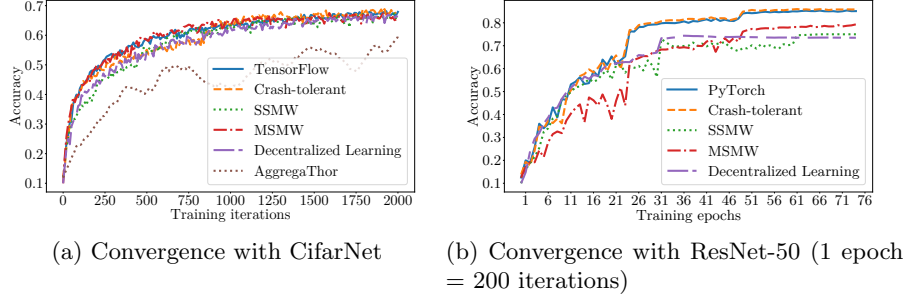 0.7
0.6
0.5
0.4
0.3
0.2
0.1
Accuracy
0 250 500 750 1000 1250 1500 1750 2000
Training iterations
TensorFlow
Crash-tolerant
SSMW
MSMW
Decentralized Learning
AggregaThor
(a) Convergence with CifarNet
0.8
0.7
0.6
0.5
0.4
0.3
0.2
0.1
Accuracy
1 6 11 16 21 26 31 36 41 46 51 56 61 66 71 76
Training epochs
PyTorch
Crash-tolerant
SSMW
MSMW
Decentralized Learning
(b) Convergence with ResNet-50 (1 epoch
= 200 iterations)